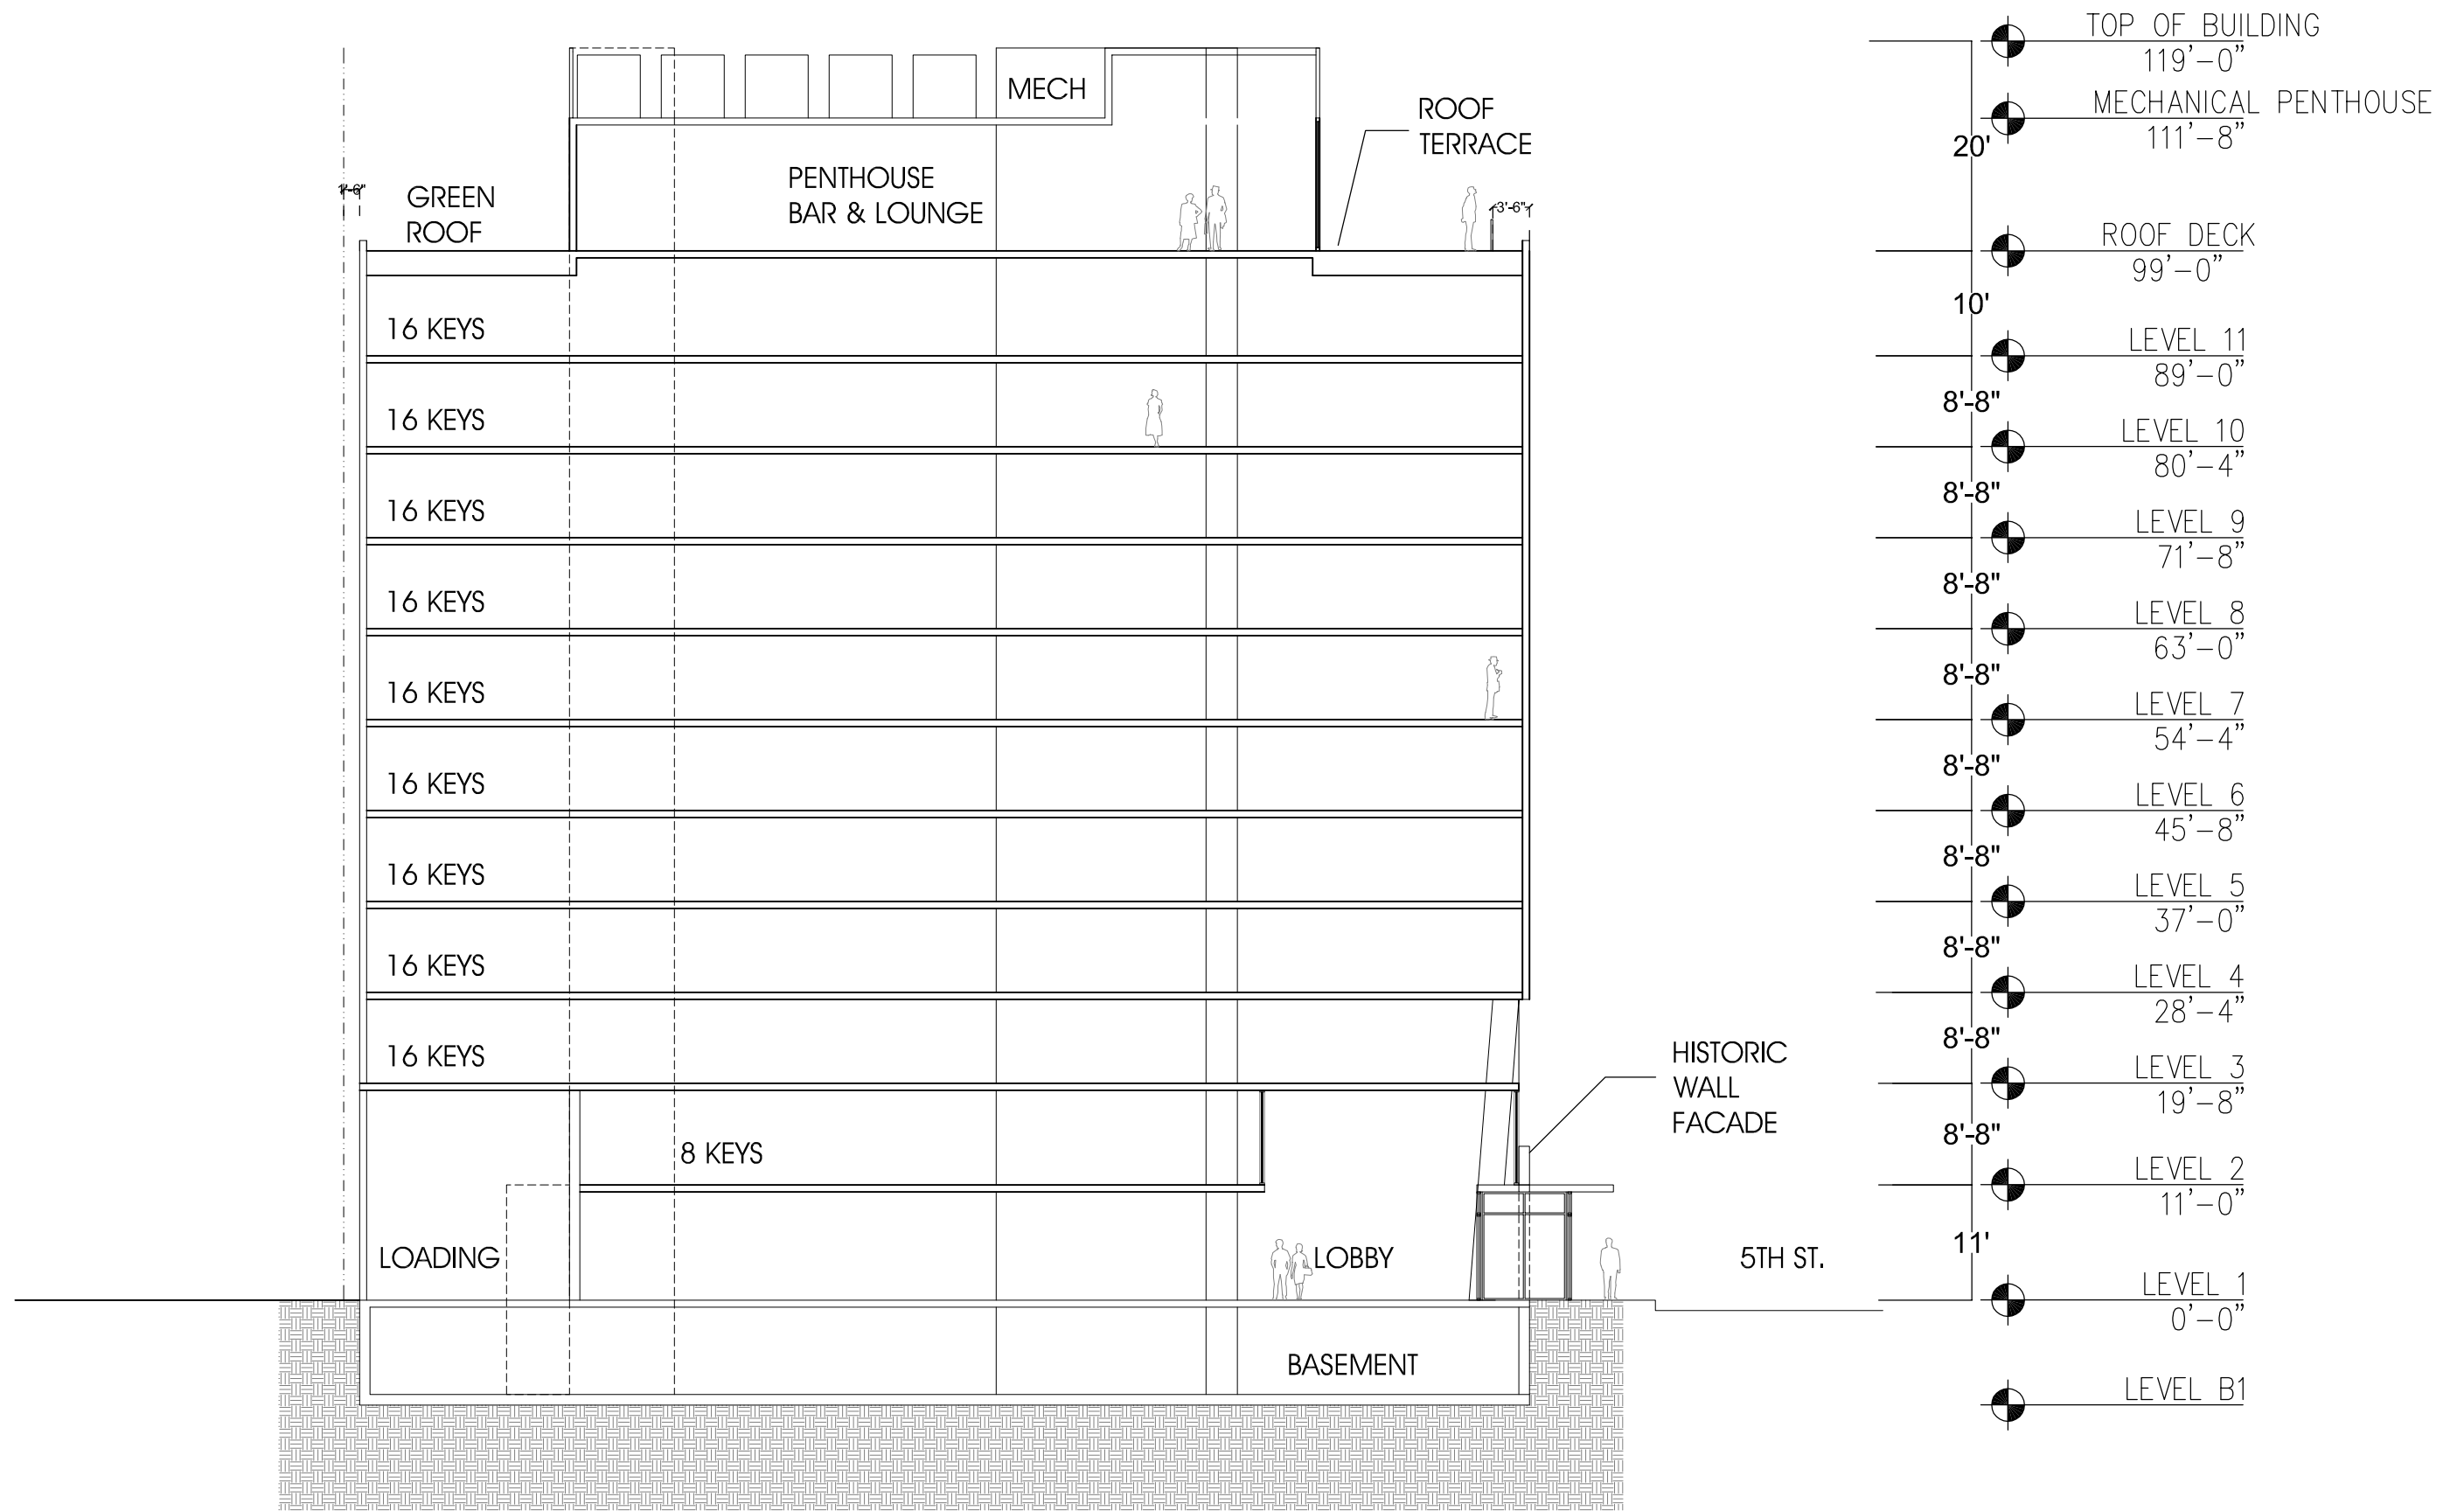 TOP OF BUILDING
119'-0"
MECHANICAL PENTHOUSE
111'-8"
MECH
ROOF
TERRACE
20'
PENTHOUSE
BAR & LOUNGE
1'-6"
GREEN
ROOF
3'-6"
ROOF DECK
99'-0"
10'
16 KEYS
LEVEL 11
89'-0"
8'-8"
16 KEYS
LEVEL 10
80'-4"
8'-8"
16 KEYS
LEVEL 9
71'-8"
8'-8"
16 KEYS
LEVEL 8
63'-0"
8'-8"
16 KEYS
LEVEL 7
54'-4"
8'-8"
16 KEYS
LEVEL 6
45'-8"
8'-8"
16 KEYS
LEVEL 5
37'-0"
8'-8"
16 KEYS
LEVEL 4
28'-4"
8'-8"
16 KEYS
HISTORIC
WALL
FACADE
LEVEL 3
19'-8"
8'-8"
8 KEYS
LEVEL 2
11'-0"
11'
LOADING
LOBBY
5TH ST.
LEVEL 1
0'-0"
BASEMENT
LEVEL B1